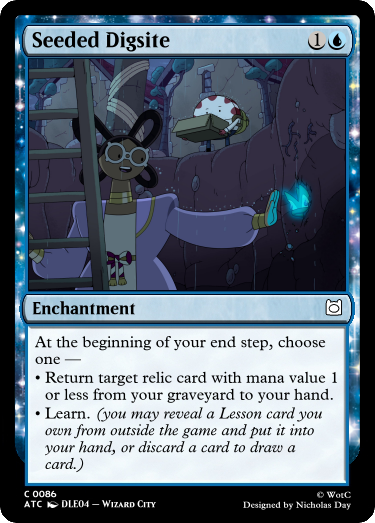 Seeded Digsite 1
Enchantment
At the beginning of your end step, choose
one —
• Return target relic card with mana value 1
or less from your graveyard to your hand.
• Learn. (you may reveal a Lesson card you
own from outside the game and put it into
your hand, or discard a card to draw a
card.)
C 0086 © WotC
ATC DLE04 – Wizard City Designed by Nicholas Day